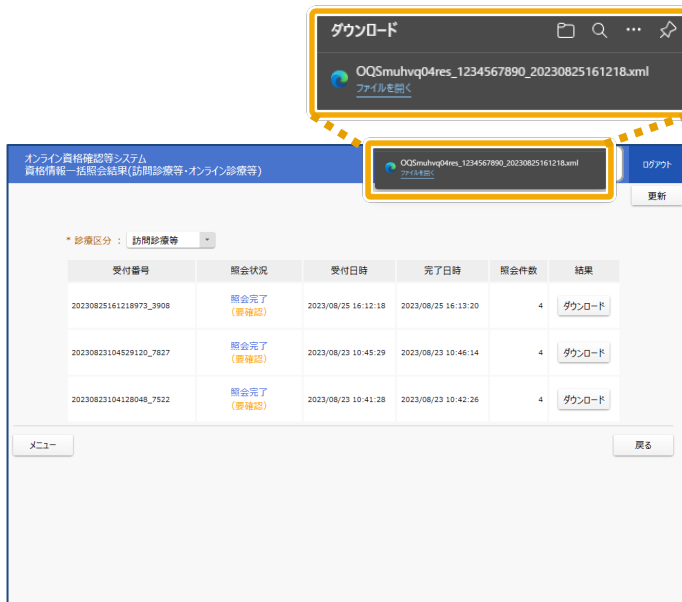 ダウンロード
OQSmuhvq04res_1234567890_20230825161218.xml
ファイルを開く
オンライン資格確認等システム
資格情報一括照会結果(訪問診療等・オンライン診療等)
OQSmuhvq04res_1234567890_20230825161218.xml
ファイルを開く
ログアウト
更新
* 診療区分 : 訪問診療等
受付番号 照会状況 受付日時 完了日時 照会件数 結果
20230825161218973_3908 照会完了 (要確認) 2023/08/25 16:12:18 2023/08/25 16:13:20 4 ダウンロード
20230823104529120_7827 照会完了 (要確認) 2023/08/23 10:45:29 2023/08/23 10:46:14 4 ダウンロード
20230823104128048_7522 照会完了 (要確認) 2023/08/23 10:41:28 2023/08/23 10:42:26 4 ダウンロード
メニュー 戻る